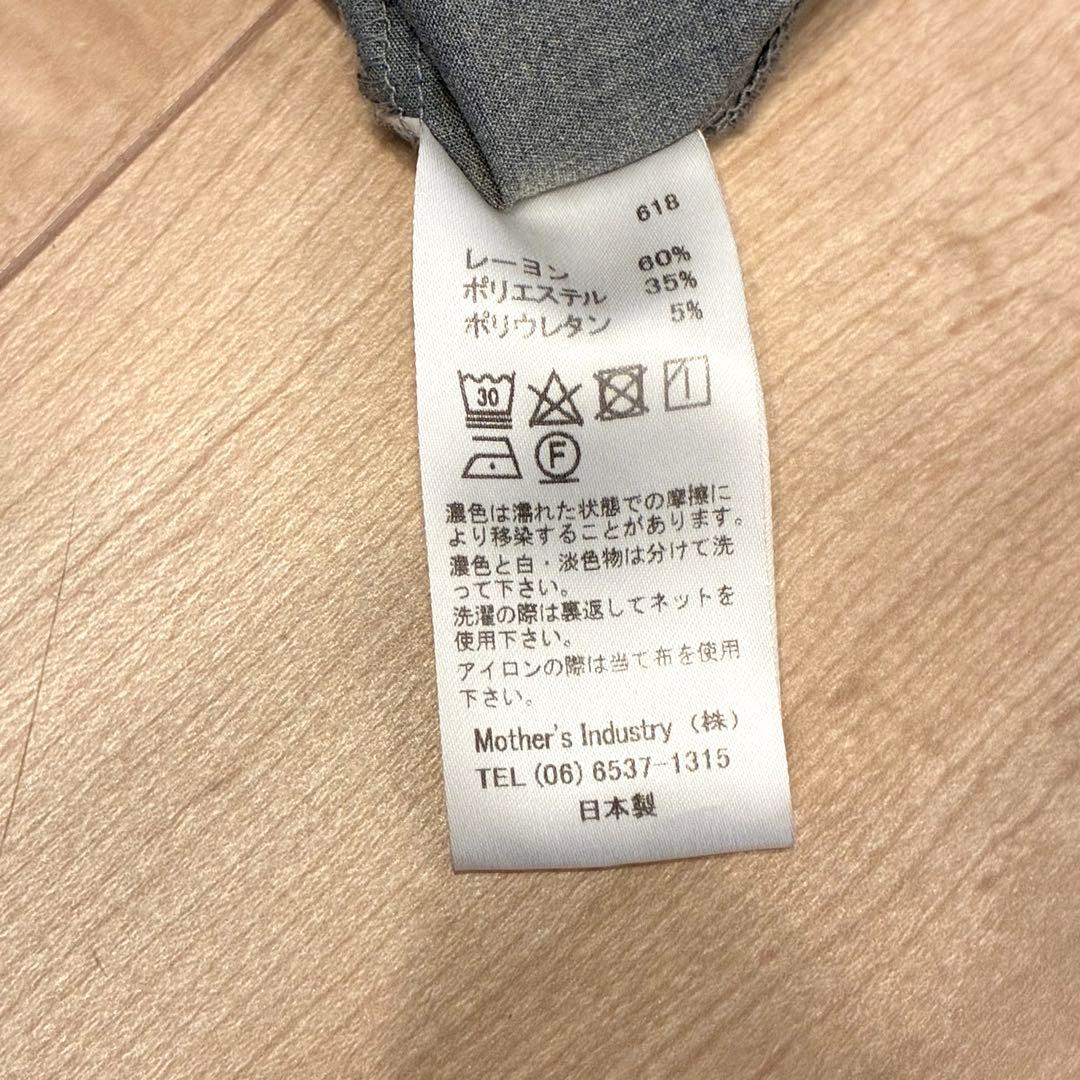 618
レーヨン 60%
ポリエステル 35%
ポリウレタン 5%
30
F
濃色は濡れた状態での摩擦に
より移染することがあります。
濃色と白・淡色物は分けて洗
って下さい。
洗濯の際は裏返してネットを
使用下さい。
アイロンの際は当て布を使用
下さい。
Mother's Industry (株)
TEL (06) 6537-1315
日本製